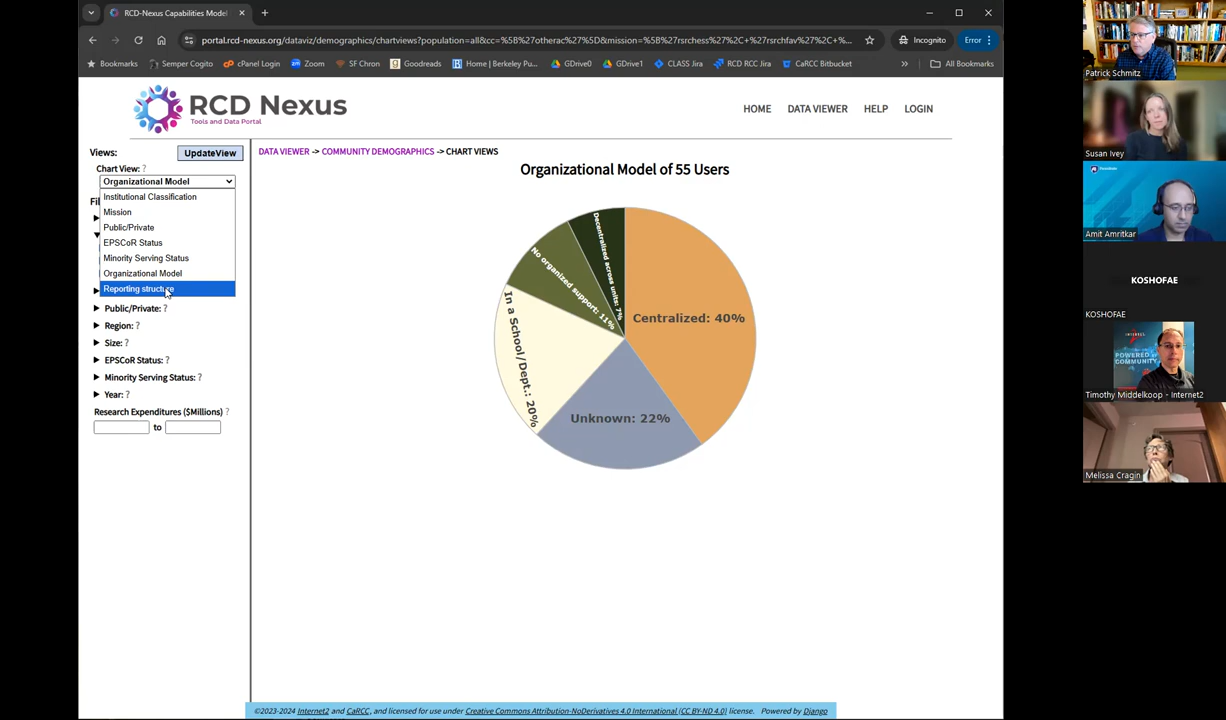 RCD-Nexus Capabilities Model
portal.rcd-nexus.org/dataviz/demographics/chartviews?population=all&cc=%5B%27otherac%27%5D&mission=%5B%27rsrchess%27%2C+%27rsrchfav%27%2C+%27m...
Incognito
Error
Bookmarks
Semper Cogito
cPanel Login
Zoom
SF Chron
Goodreads
Home | Berkeley Pu...
GDrive0
GDrive1
CLASS Jira
RCD RCC Jira
CaRCC Bitbucket
»
All Bookmarks
RCD Nexus
Tools and Data Portal
HOME
DATA VIEWER
HELP
LOGIN
Views:
UpdateView
Chart View: ?
Organizational Model
Institutional Classification
Mission
Public/Private
EPSCoR Status
Minority Serving Status
Organizational Model
Reporting structure
Fi
Public/Private: ?
Region: ?
Size: ?
EPSCoR Status: ?
Minority Serving Status: ?
Year: ?
Research Expenditures ($Millions) ?
to
DATA VIEWER -> COMMUNITY DEMOGRAPHICS -> CHART VIEWS
Organizational Model of 55 Users
Decentralized across units: 7%
No organized support: 11%
Centralized: 40%
In a School/Dept.: 20%
Unknown: 22%
©2023-2024 Internet2 and CaRCC, and licensed for use under Creative Commons Attribution-NoDerivatives 4.0 International (CC BY-ND 4.0) license. Powered by Django
Patrick Schmitz
Susan Ivey
Amit Amritkar
KOSHOFAE
KOSHOFAE
POWERED BY
COMMUNITY
Timothy Middelkoop - Internet2
Melissa Cragin